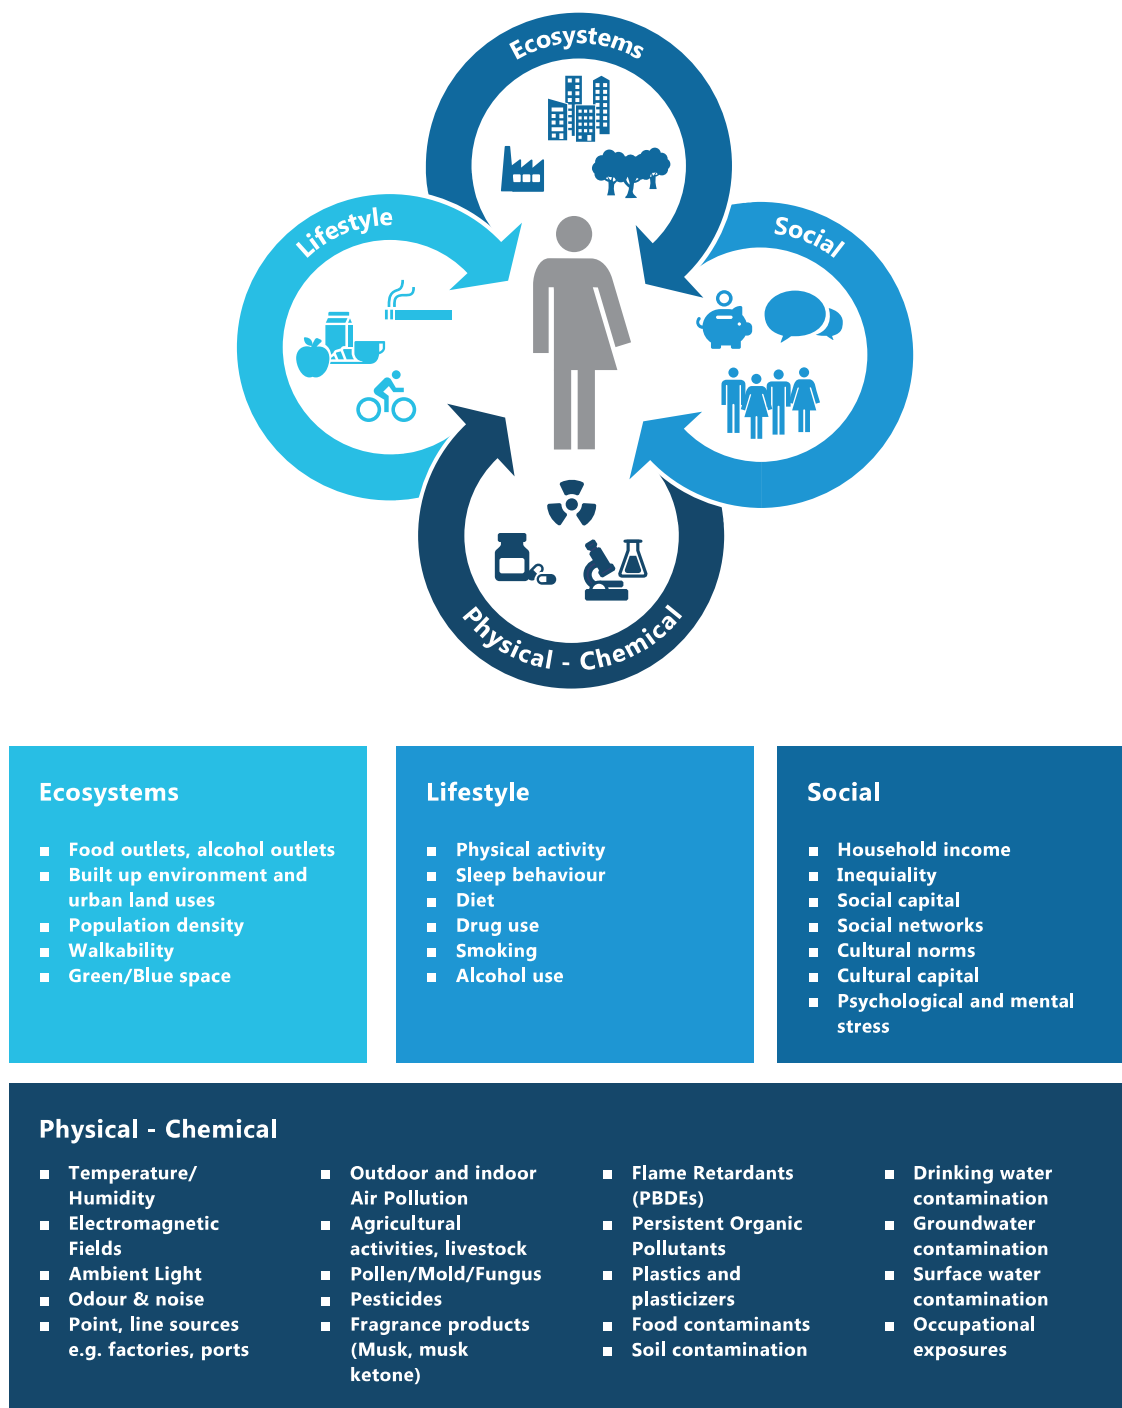 Ecosystems
Lifestyle
Social
Physical - Chemical
Ecosystems
■ Food outlets, alcohol outlets
■ Built up environment and
urban land uses
■ Population density
■ Walkability
■ Green/Blue space
Lifestyle
■ Physical activity
■ Sleep behaviour
■ Diet
■ Drug use
■ Smoking
■ Alcohol use
Social
■ Household income
■ Inequiality
■ Social capital
■ Social networks
■ Cultural norms
■ Cultural capital
■ Psychological and mental
stress
Physical - Chemical
■ Temperature/
Humidity
■ Electromagnetic
Fields
■ Ambient Light
■ Odour & noise
■ Point, line sources
e.g. factories, ports
■ Outdoor and indoor
Air Pollution
■ Agricultural
activities, livestock
■ Pollen/Mold/Fungus
■ Pesticides
■ Fragrance products
(Musk, musk
ketone)
■ Flame Retardants
(PBDEs)
■ Persistent Organic
Pollutants
■ Plastics and
plasticizers
■ Food contaminants
■ Soil contamination
■ Drinking water
contamination
■ Groundwater
contamination
■ Surface water
contamination
■ Occupational
exposures